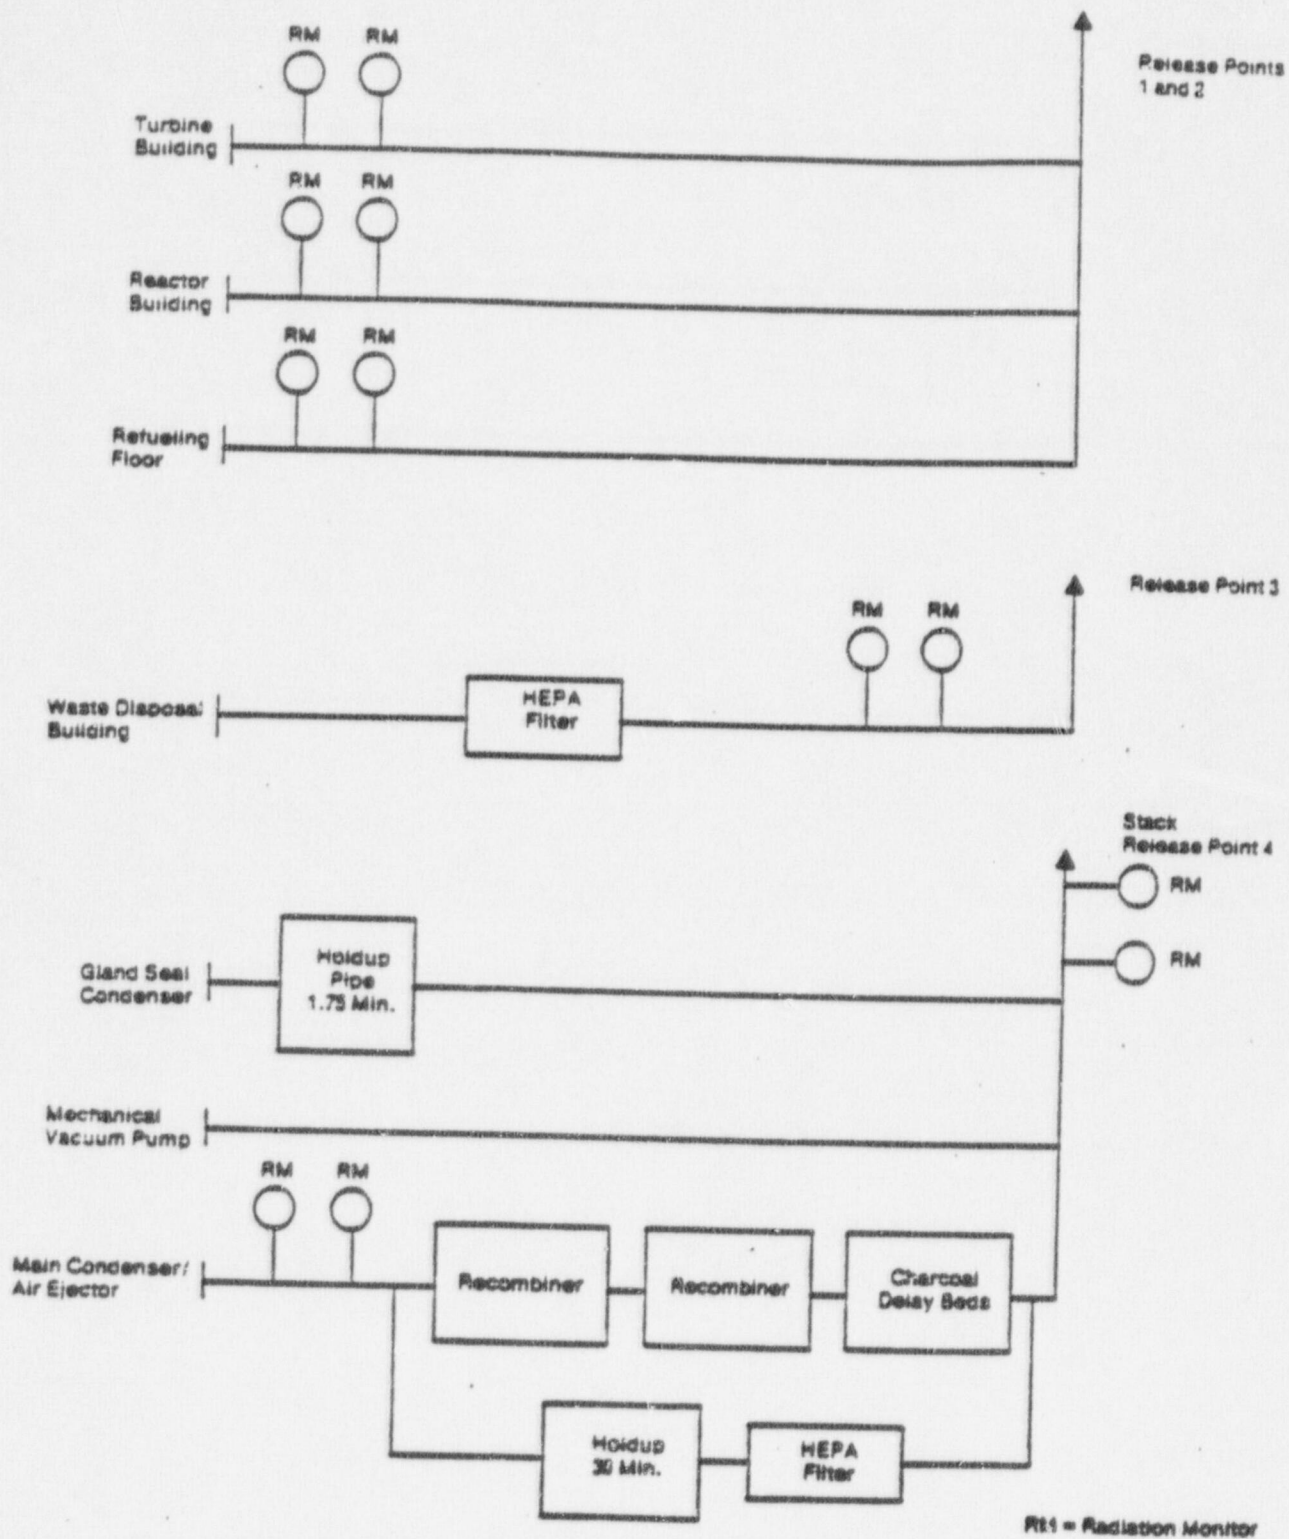 RM RM
Release Points
1 and 2
Turbine
Building
RM RM
Reactor
Building
RM RM
Refueling
Floor
Release Point 3
RM RM
HEPA
Filter
Waste Disposal
Building
Stack
Release Point 4
RM
RM
Holdup
Pipe
1.75 Min.
Gland Seal
Condenser
Mechanical
Vacuum Pump
RM RM
Main Condenser/
Air Ejector
Recombiner
Recombiner
Charcoal
Delay Beds
Holdup
30 Min.
HEPA
Filter
RM = Radiation Monitor